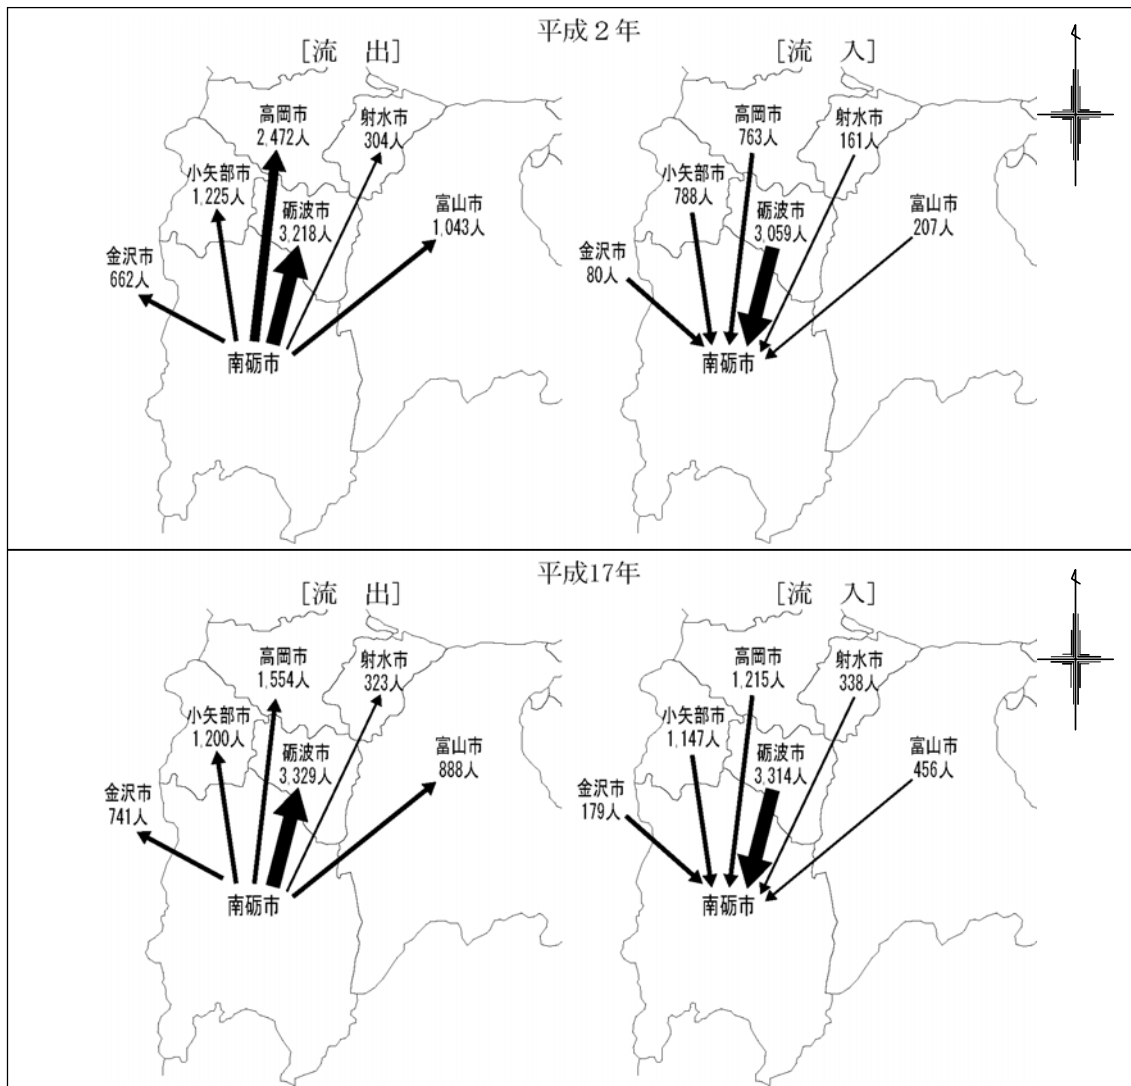 平成２年
[流　出]
高岡市
2,472人
射水市
304人
小矢部市
1,225人
砺波市
3,218人
富山市
1,043人
金沢市
662人
南砺市
[流　入]
高岡市
763人
射水市
161人
小矢部市
788人
砺波市
3,059人
富山市
207人
金沢市
80人
南砺市
平成17年
[流　出]
高岡市
1,554人
射水市
323人
小矢部市
1,200人
砺波市
3,329人
富山市
888人
金沢市
741人
南砺市
[流　入]
高岡市
1,215人
射水市
338人
小矢部市
1,147人
砺波市
3,314人
富山市
456人
金沢市
179人
南砺市